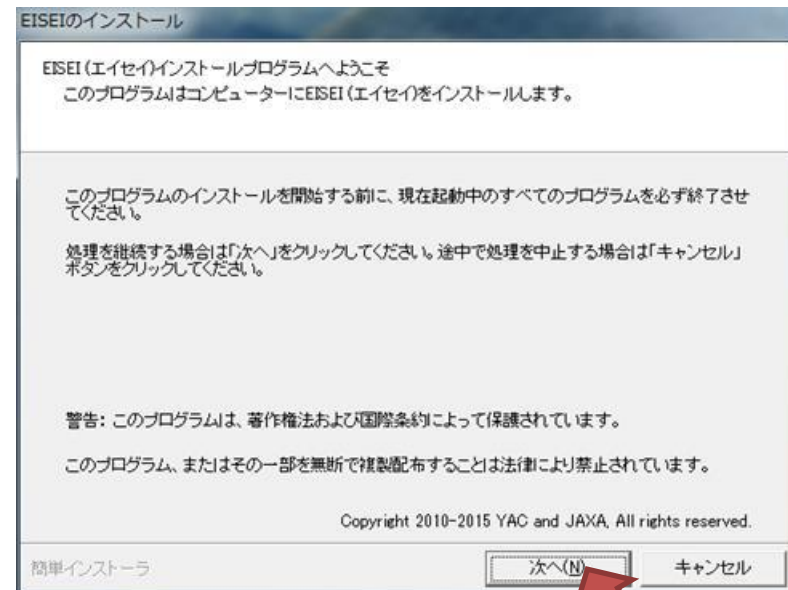 EISEIのインストール
EISEI(エイセイ)インストールプログラムへようこそ
このプログラムはコンピューターにEISEI(エイセイ)をインストールします。
このプログラムのインストールを開始する前に、現在起動中のすべてのプログラムを必ず終了させ
てください。
処理を継続する場合は「次へ」をクリックしてください。途中で処理を中止する場合は「キャンセル」
ボタンをクリックしてください。
警告: このプログラムは、著作権法および国際条約によって保護されています。
このプログラム、またはその一部を無断で複製配布することは法律により禁止されています。
Copyright 2010-2015 YAC and JAXA, All rights reserved.
簡単インストーラ
次へ(N)
キャンセル